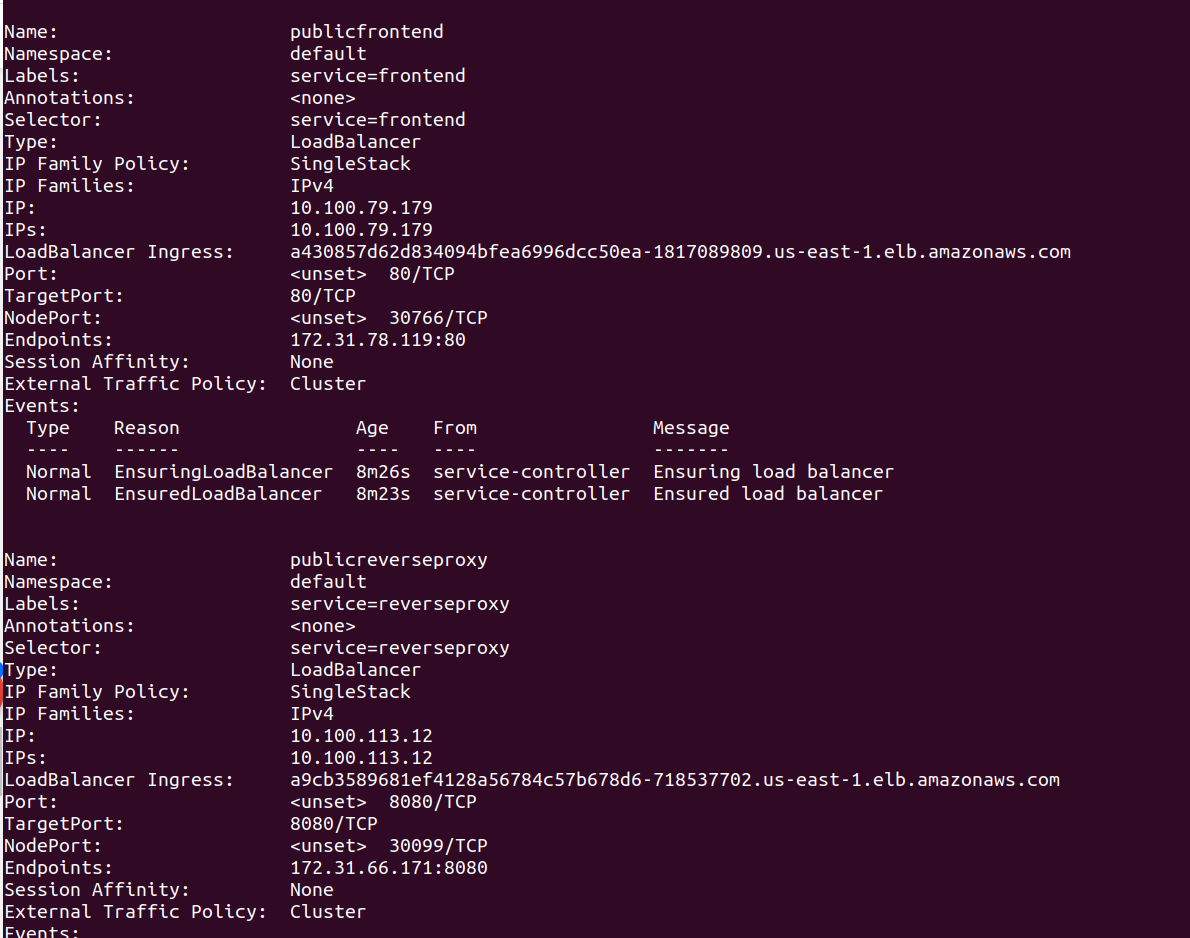 Name: publicfrontend
Namespace: default
Labels: service=frontend
Annotations: <none>
Selector: service=frontend
Type: LoadBalancer
IP Family Policy: SingleStack
IP Families: IPv4
IP: 10.100.79.179
IPs: 10.100.79.179
LoadBalancer Ingress: a430857d62d834094bfea6996dcc50ea-1817089809.us-east-1.elb.amazonaws.com
Port: <unset> 80/TCP
TargetPort: 80/TCP
NodePort: <unset> 30766/TCP
Endpoints: 172.31.78.119:80
Session Affinity: None
External Traffic Policy: Cluster
Events:
Type Reason Age From Message
---- ------ ---- ---- -------
Normal EnsuringLoadBalancer 8m26s service-controller Ensuring load balancer
Normal EnsuredLoadBalancer 8m23s service-controller Ensured load balancer
Name: publicreverseproxy
Namespace: default
Labels: service=reverseproxy
Annotations: <none>
Selector: service=reverseproxy
Type: LoadBalancer
IP Family Policy: SingleStack
IP Families: IPv4
IP: 10.100.113.12
IPs: 10.100.113.12
LoadBalancer Ingress: a9cb3589681ef4128a56784c57b678d6-718537702.us-east-1.elb.amazonaws.com
Port: <unset> 8080/TCP
TargetPort: 8080/TCP
NodePort: <unset> 30099/TCP
Endpoints: 172.31.66.171:8080
Session Affinity: None
External Traffic Policy: Cluster
Events: